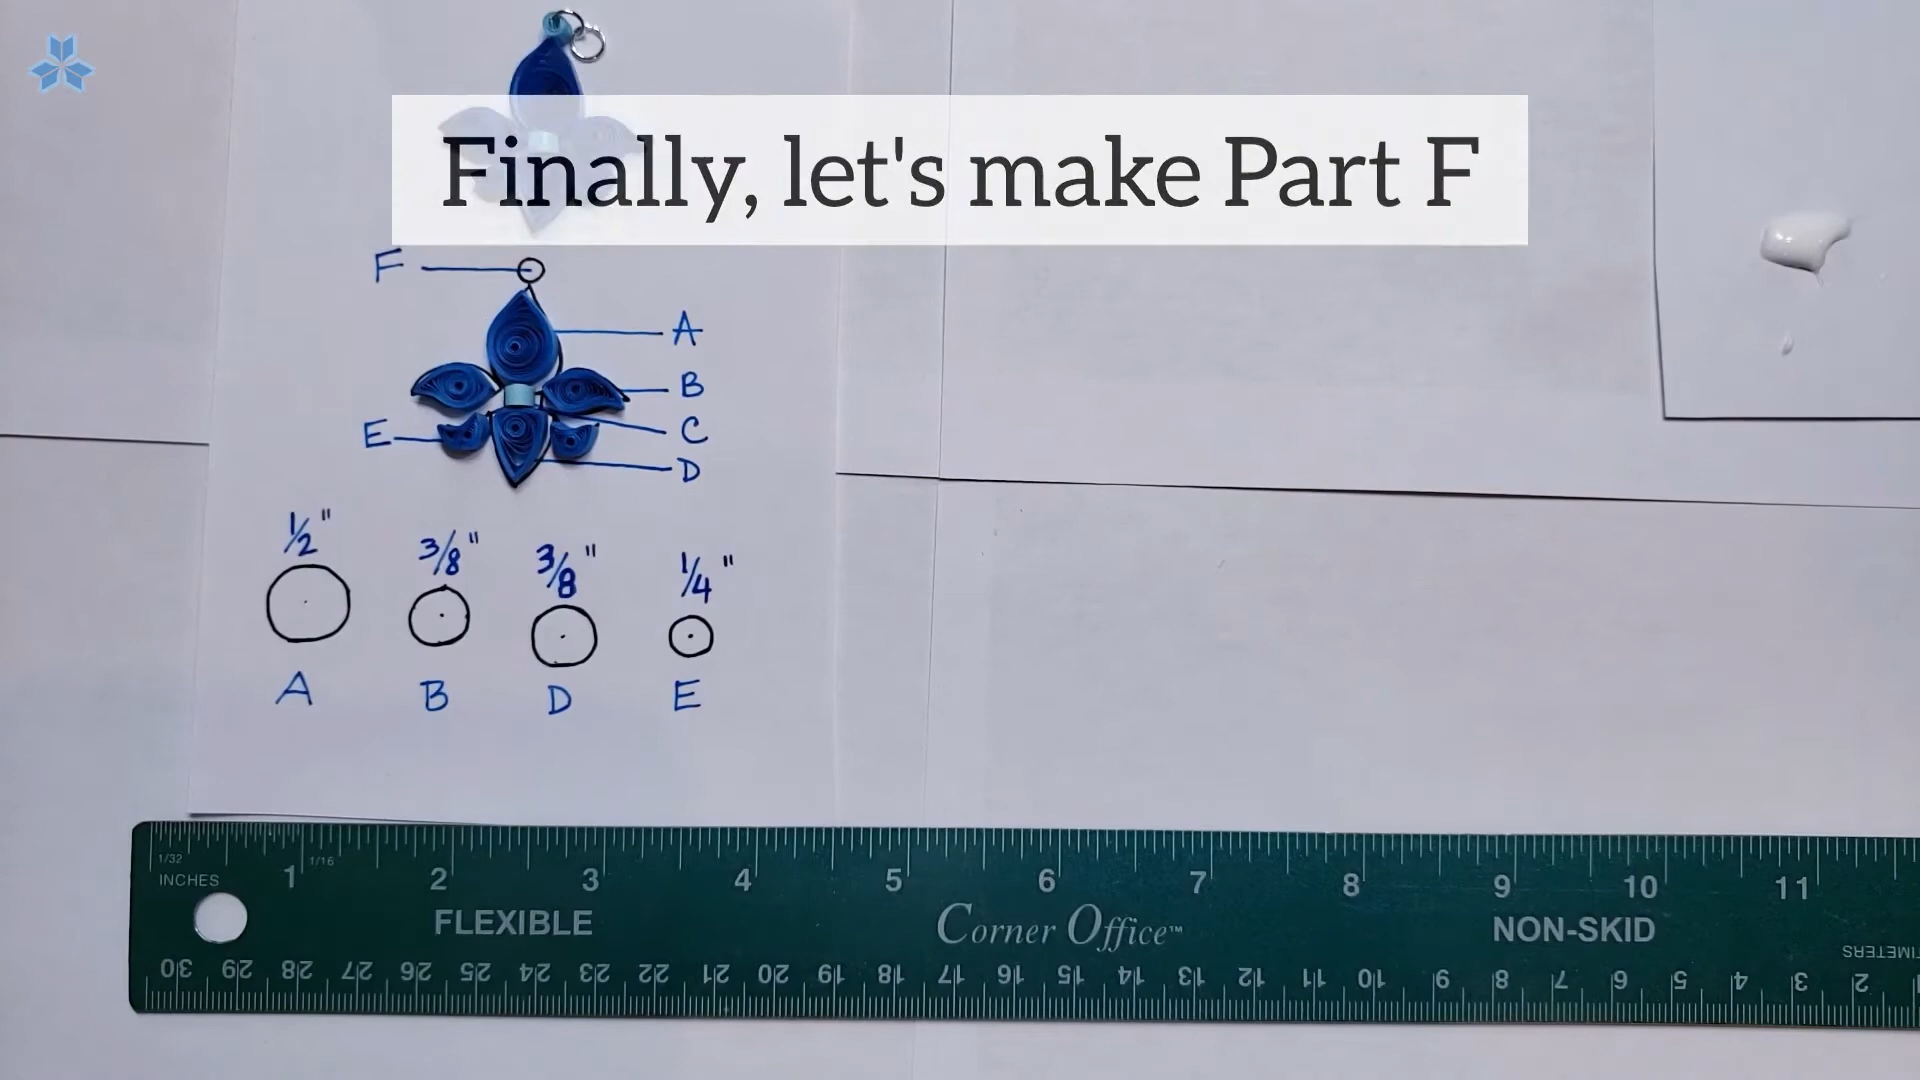 Finally, let's make Part F
F
A
B
E
C
D
1/2" 3/8" 3/8" 1/4"
A B D E
1/32 1/16
INCHES 1 2 3 4 5 6 7 8 9 10 11
FLEXIBLE Corner Office™ NON-SKID
30 29 28 27 26 25 24 23 22 21 20 19 18 17 16 15 14 13 12 11 10 9 8 7 6 5 4 3 2